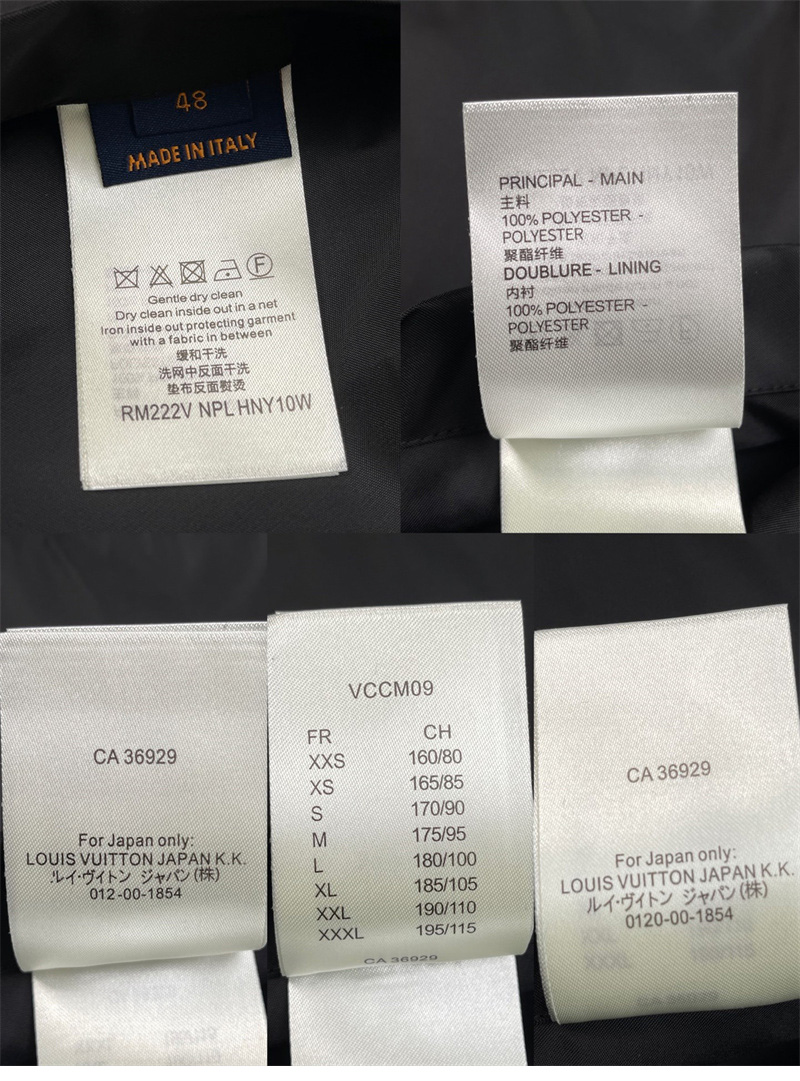 48
MADE IN ITALY
Gentle dry clean
Dry clean inside out in a net
Iron inside out protecting garment
with a fabric in between
缓和干洗
洗网中反面干洗
垫布反面熨烫
RM222V NPL HNY10W
PRINCIPAL - MAIN
主料
100% POLYESTER -
POLYESTER
聚酯纤维
DOUBLURE - LINING
内衬
100% POLYESTER -
POLYESTER
聚酯纤维
CA 36929
For Japan only:
LOUIS VUITTON JAPAN K.K.
ルイ・ヴィトン ジャパン(株)
012-00-1854
VCCM09
FR CH
XXS 160/80
XS 165/85
S 170/90
M 175/95
L 180/100
XL 185/105
XXL 190/110
XXXL 195/115
CA 36929
CA 36929
For Japan only:
LOUIS VUITTON JAPAN K.K.
ルイ・ヴィトン ジャパン(株)
0120-00-1854